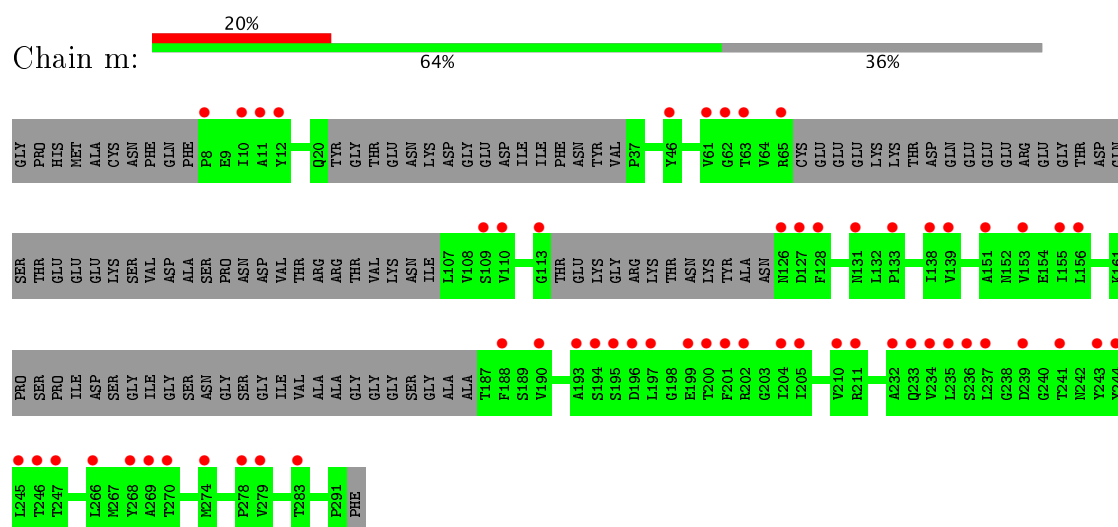 20%
Chain m:
64% 36%
GLY PRO HIS MET ALA CYS ASN PHE GLN PHE P8 E9 I10 A11 Y12 Q20 TYR GLY THR GLU ASN LYS ASP GLY GLU ASP ILE ILE PHE ASN TYR VAL P37 Y46 V61 G62 T63 V64 R65 CYS GLU GLU GLU LYS LYS THR ASP GLN GLU GLU GLU ARG GLU GLY THR ASP GLN
SER THR GLU GLU GLU LYS SER VAL ASP ALA SER PRO ASN ASP VAL THR ARG ARG THR VAL LYS ASN ILE L107 V108 S109 V110 G113 THR GLU LYS GLY ARG LYS THR ASN LYS TYR ALA ASN N126 D127 F128 N131 L132 P133 I138 V139 A151 N152 V153 E154 I155 L156 K161
PRO SER PRO ILE ASP SER GLY ILE GLY SER ASN GLY SER GLY ILE VAL ALA ALA GLY GLY GLY SER GLY ALA ALA T187 F188 S189 V190 A193 S194 S195 D196 L197 G198 E199 T200 F201 R202 G203 I204 I205 V210 R211 A232 Q233 V234 L235 S236 L237 G238 D239 G240 T241 N242 Y243 Y244
L245 T246 T247 L266 M267 Y268 A269 T270 M274 P278 V279 T283 P291 PHE